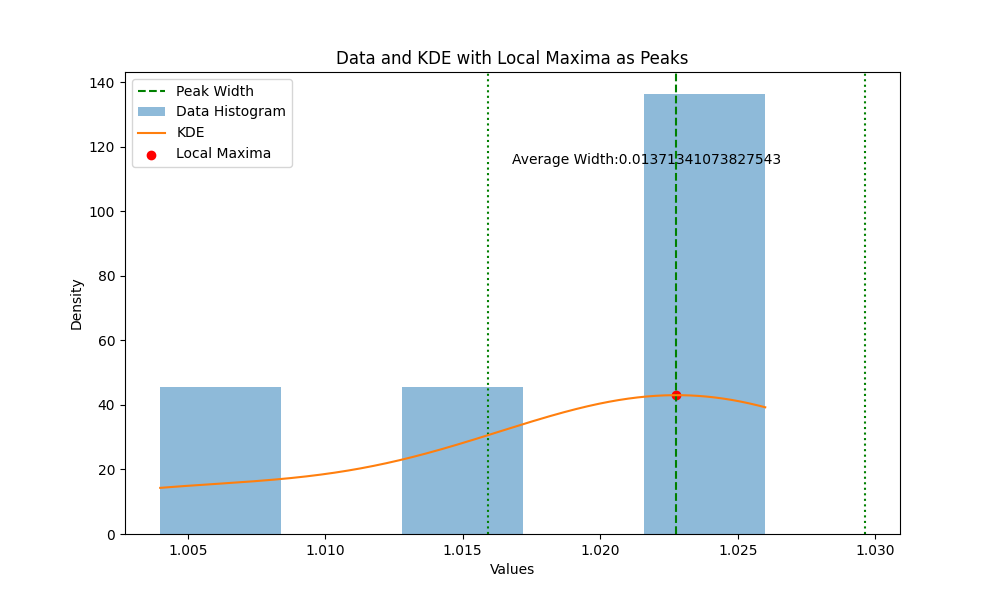 Data and KDE with Local Maxima as Peaks
Peak Width
Data Histogram
KDE
Local Maxima
Average Width:0.01371341073827543
Density
140
120
100
80
60
40
20
0
1.005 1.010 1.015 1.020 1.025 1.030
Values